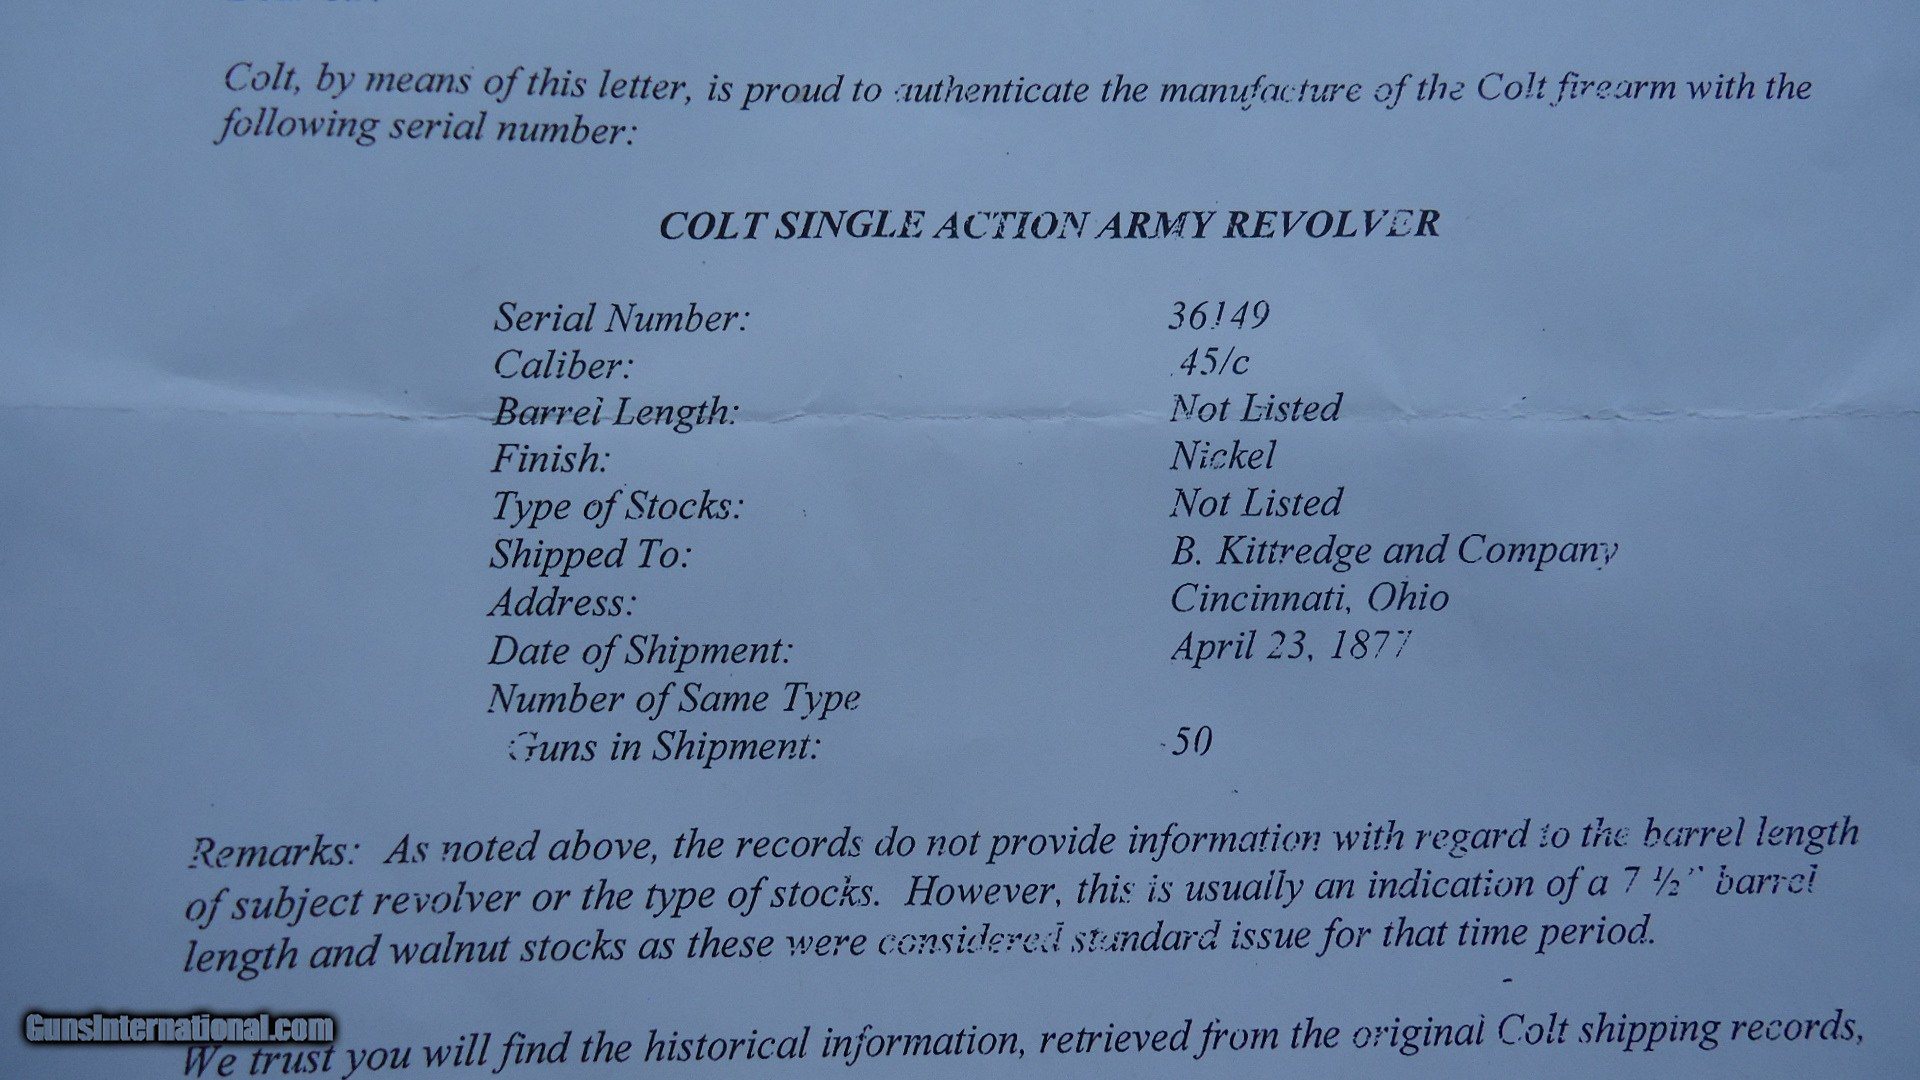 Colt, by means of this letter, is proud to authenticate the manufacture of the Colt firearm with the
following serial number:
COLT SINGLE ACTION ARMY REVOLVER
Serial Number: 36149
Caliber: .45/c
Barrel Length: Not Listed
Finish: Nickel
Type of Stocks: Not Listed
Shipped To: B. Kittredge and Company
Address: Cincinnati, Ohio
Date of Shipment: April 23, 1877
Number of Same Type
Guns in Shipment: 50
Remarks: As noted above, the records do not provide information with regard to the barrel length
of subject revolver or the type of stocks. However, this is usually an indication of a 7 ½" barrel
length and walnut stocks as these were considered standard issue for that time period.
We trust you will find the historical information, retrieved from the original Colt shipping records,
GunsInternational.com